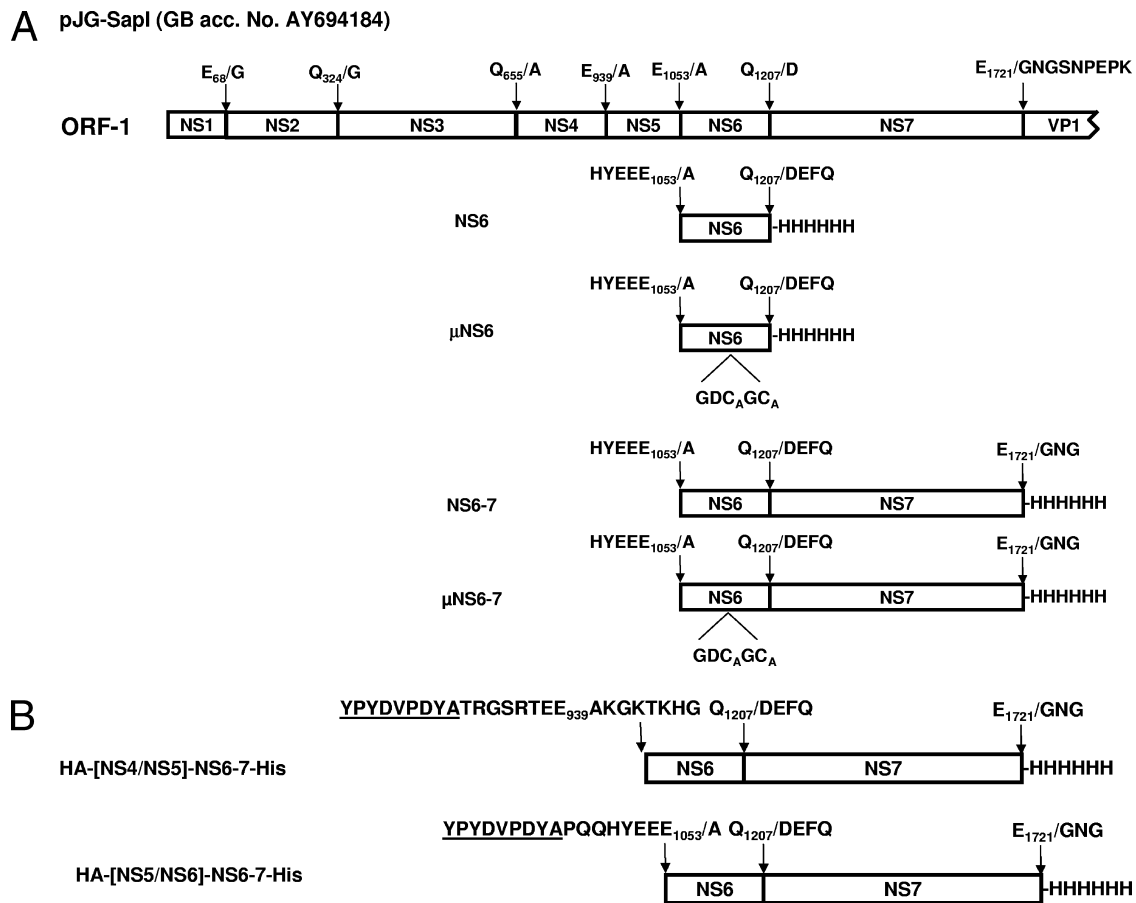 A pJG-SapI (GB acc. No. AY694184)
E68/G Q324/G Q655/A E939/A E1053/A Q1207/D E1721/GNGSNPEPK
ORF-1 NS1 NS2 NS3 NS4 NS5 NS6 NS7 VP1
HYEEE1053/A Q1207/DEFQ
NS6 NS6 -HHHHHH
HYEEE1053/A Q1207/DEFQ
µNS6 NS6 -HHHHHH
GDCAGCA
HYEEE1053/A Q1207/DEFQ E1721/GNG
NS6-7 NS6 NS7 -HHHHHH
HYEEE1053/A Q1207/DEFQ E1721/GNG
µNS6-7 NS6 NS7 -HHHHHH
GDCAGCA
B YPYDVPDYATRGSRTEE939AKGKTKHG Q1207/DEFQ E1721/GNG
HA-[NS4/NS5]-NS6-7-His NS6 NS7 -HHHHHH
YPYDVPDYAPQQHYEEE1053/A Q1207/DEFQ E1721/GNG
HA-[NS5/NS6]-NS6-7-His NS6 NS7 -HHHHHH